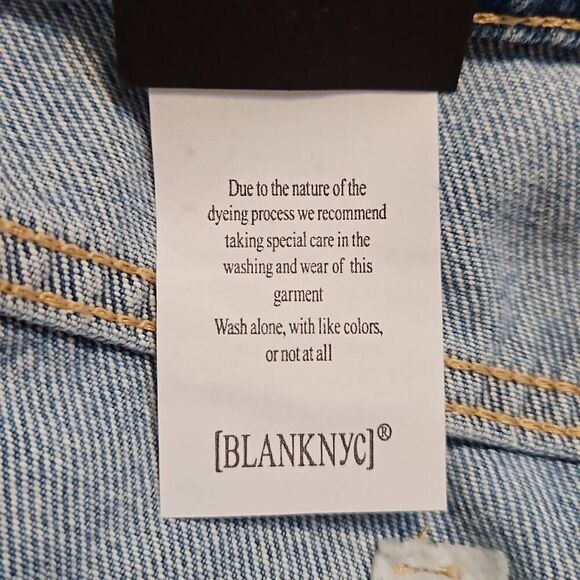 Due to the nature of the
dyeing process we recommend
taking special care in the
washing and wear of this
garment
Wash alone, with like colors,
or not at all
[BLANKNYC]®